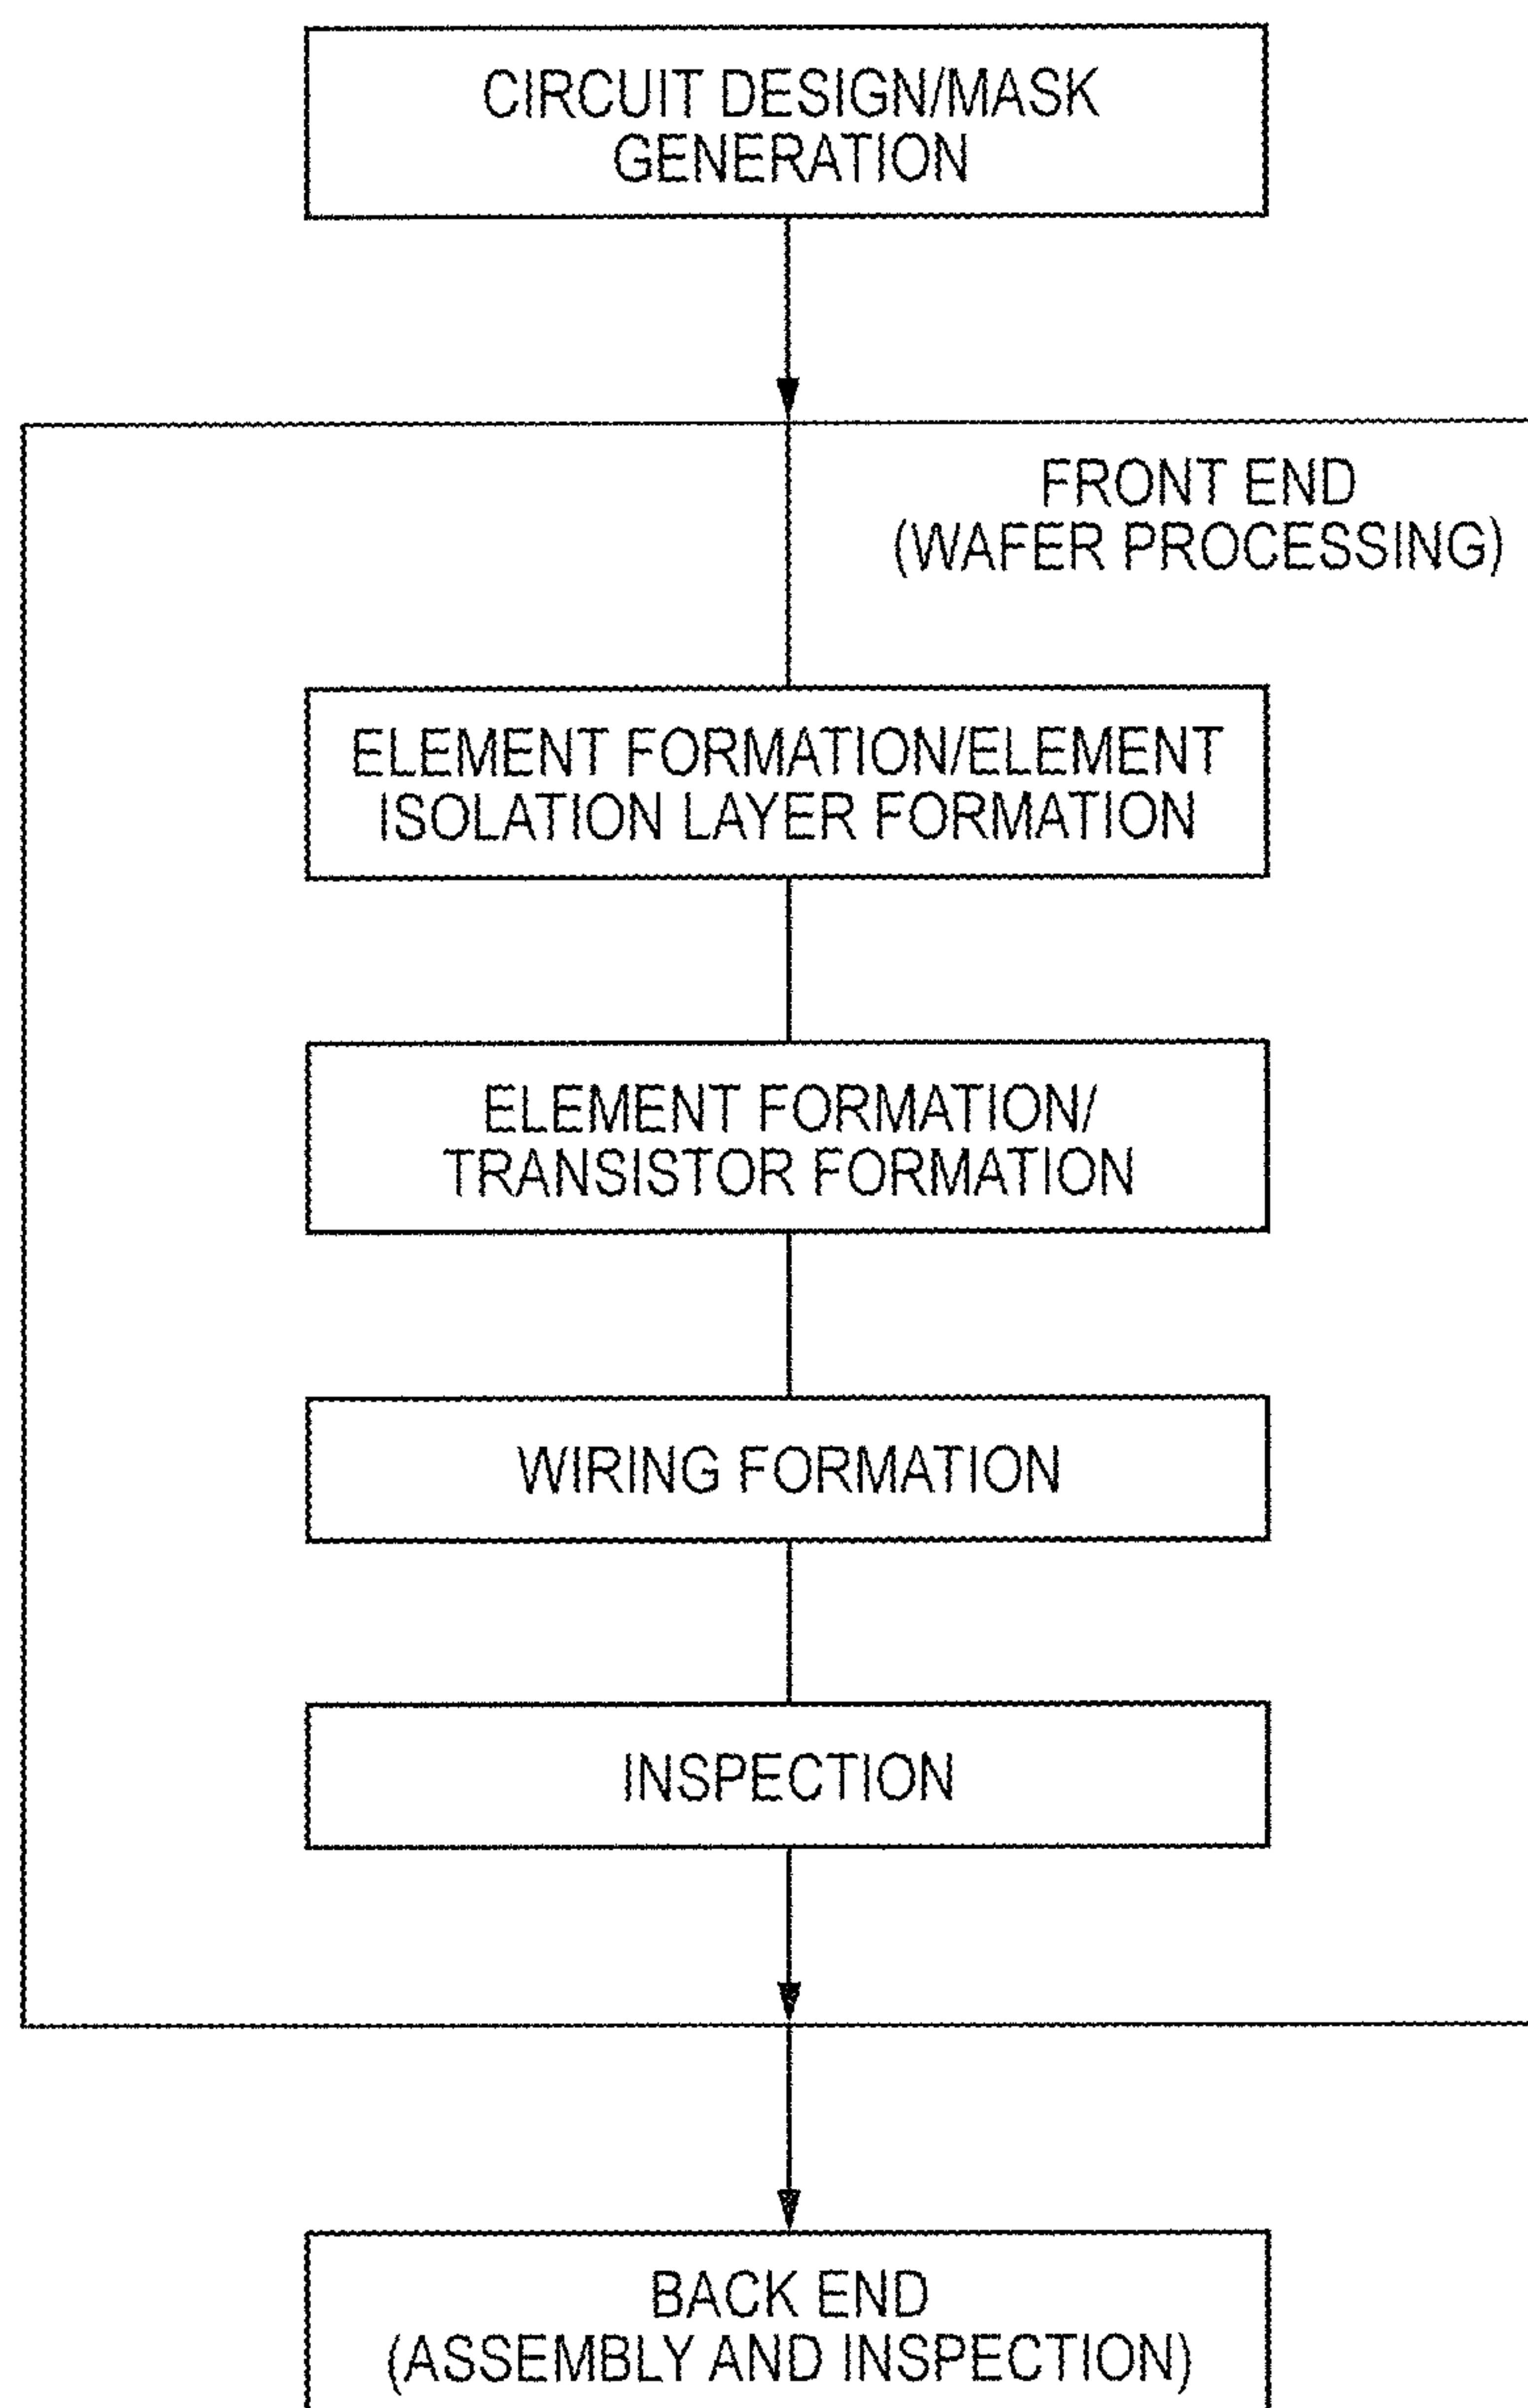 CIRCUIT DESIGN/MASK
GENERATION
FRONT END
(WAFER PROCESSING)
ELEMENT FORMATION/ELEMENT
ISOLATION LAYER FORMATION
ELEMENT FORMATION/
TRANSISTOR FORMATION
WIRING FORMATION
INSPECTION
BACK END
(ASSEMBLY AND INSPECTION)